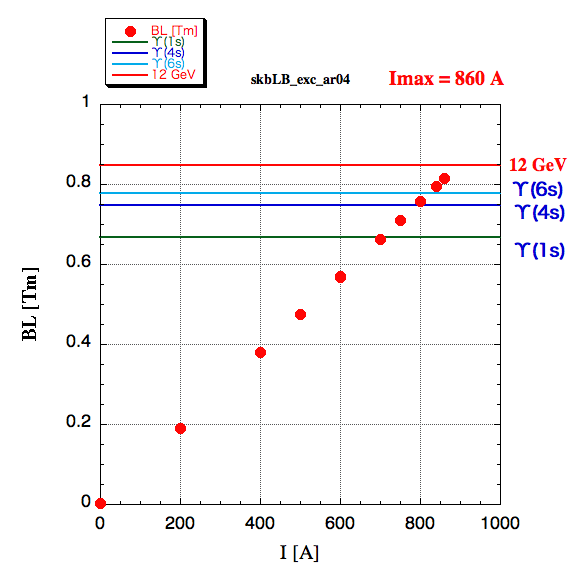 BL [Tm]
ϒ(1s)
ϒ(4s)
ϒ(6s)
12 GeV
skbLB_exc_ar04
Imax = 860 A
1
0.8
0.6
0.4
0.2
0
12 GeV
ϒ(6s)
ϒ(4s)
ϒ(1s)
BL [Tm]
0 200 400 600 800 1000
I [A]